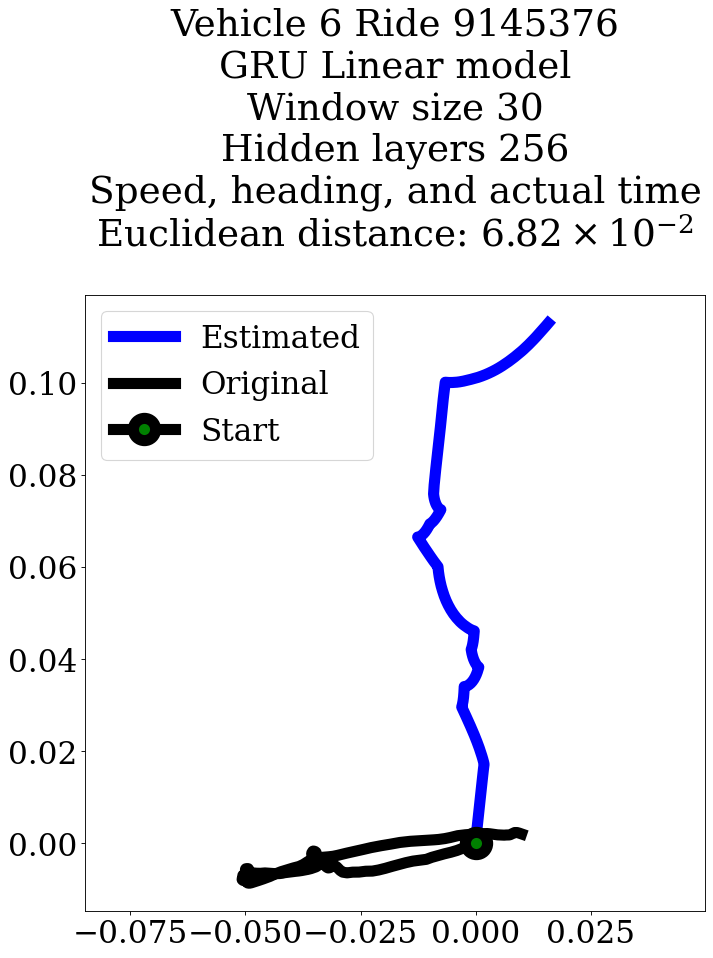 Vehicle 6 Ride 9145376
GRU Linear model
Window size 30
Hidden layers 256
Speed, heading, and actual time
Euclidean distance: 6.82 × 10⁻²
Estimated
Original
Start
0.10
0.08
0.06
0.04
0.02
0.00
−0.075 −0.050 −0.025 0.000 0.025